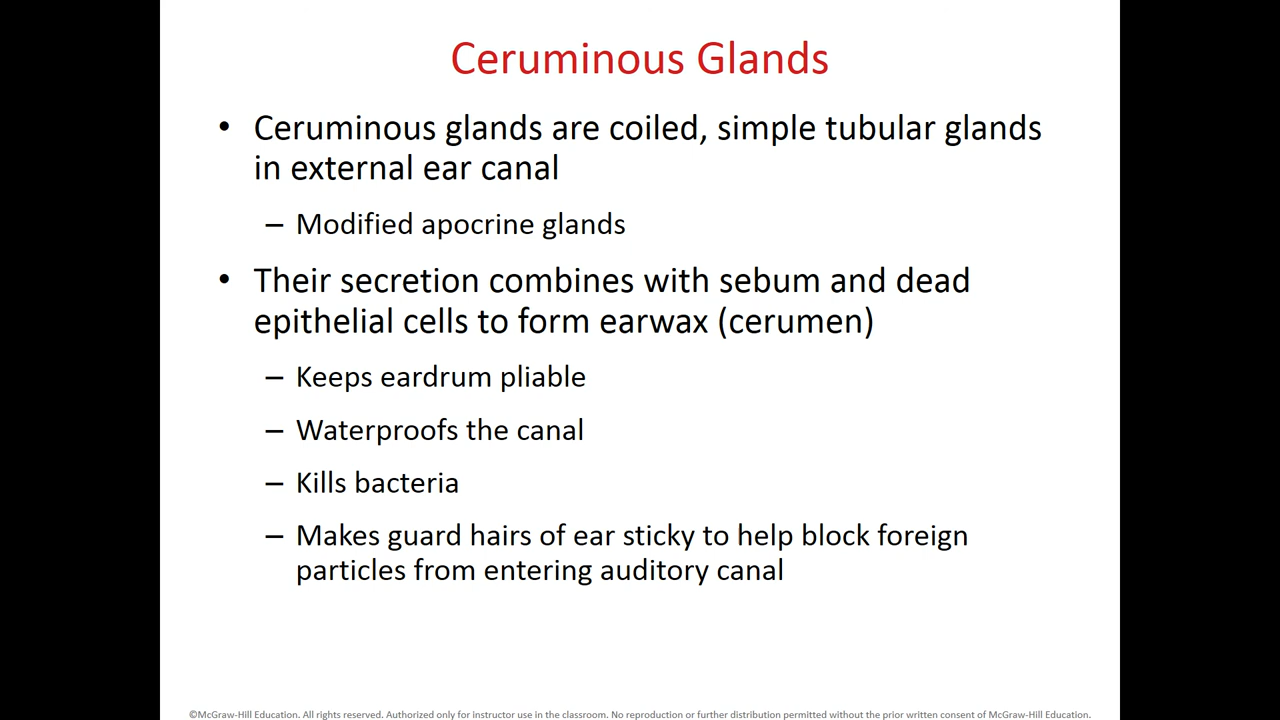 Ceruminous Glands
• Ceruminous glands are coiled, simple tubular glands
in external ear canal
– Modified apocrine glands
• Their secretion combines with sebum and dead
epithelial cells to form earwax (cerumen)
– Keeps eardrum pliable
– Waterproofs the canal
– Kills bacteria
– Makes guard hairs of ear sticky to help block foreign
particles from entering auditory canal
©McGraw-Hill Education. All rights reserved. Authorized only for instructor use in the classroom. No reproduction or further distribution permitted without the prior written consent of McGraw-Hill Education.